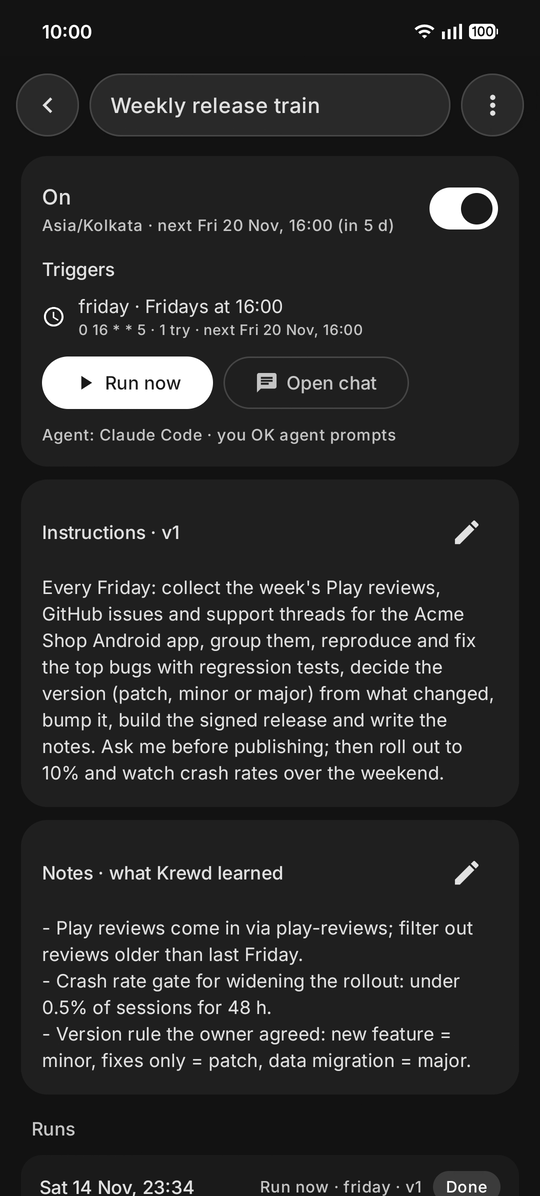 10:00
100
Weekly release train
On
Asia/Kolkata · next Fri 20 Nov, 16:00 (in 5 d)
Triggers
friday · Fridays at 16:00
0 16 * * 5 · 1 try · next Fri 20 Nov, 16:00
Run now
Open chat
Agent: Claude Code · you OK agent prompts
Instructions · v1
Every Friday: collect the week's Play reviews,
GitHub issues and support threads for the Acme
Shop Android app, group them, reproduce and fix
the top bugs with regression tests, decide the
version (patch, minor or major) from what changed,
bump it, build the signed release and write the
notes. Ask me before publishing; then roll out to
10% and watch crash rates over the weekend.
Notes · what Krewd learned
- Play reviews come in via play-reviews; filter out
reviews older than last Friday.
- Crash rate gate for widening the rollout: under
0.5% of sessions for 48 h.
- Version rule the owner agreed: new feature =
minor, fixes only = patch, data migration = major.
Runs
Sat 14 Nov, 23:34
Run now · friday · v1
Done